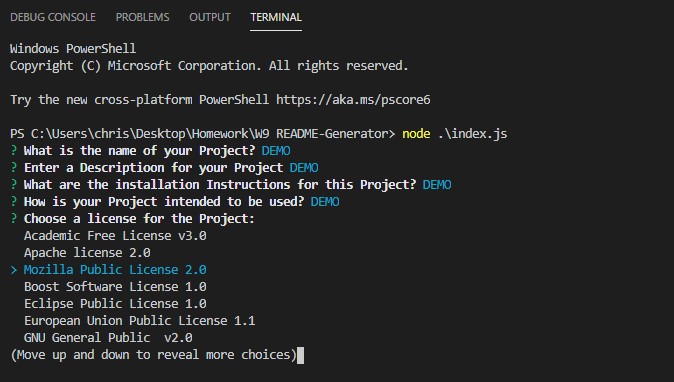 DEBUG CONSOLE PROBLEMS OUTPUT TERMINAL
Windows PowerShell
Copyright (C) Microsoft Corporation. All rights reserved.
Try the new cross-platform PowerShell https://aka.ms/pscore6
PS C:\Users\chris\Desktop\Homework\W9 README-Generator> node .\index.js
? What is the name of your Project? DEMO
? Enter a Descriptioon for your Project DEMO
? What are the installation Instructions for this Project? DEMO
? How is your Project intended to be used? DEMO
? Choose a license for the Project:
Academic Free License v3.0
Apache license 2.0
> Mozilla Public License 2.0
Boost Software License 1.0
Eclipse Public License 1.0
European Union Public License 1.1
GNU General Public  v2.0
(Move up and down to reveal more choices)